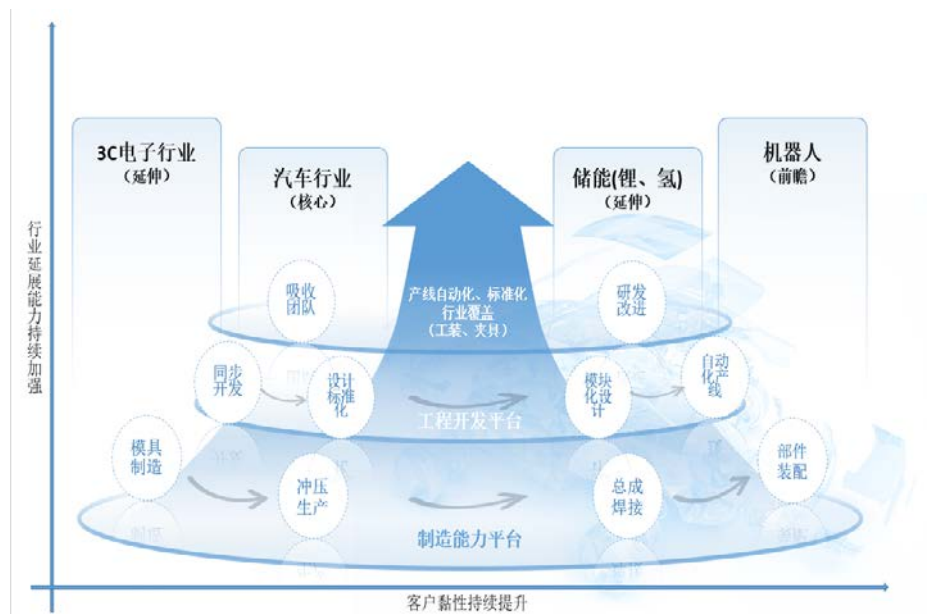 3C电子行业
（延伸）
汽车行业
（核心）
储能(锂、氢)
（延伸）
机器人
（前瞻）
行业延展能力持续加强
吸收
团队
产线自动化、标准化
行业覆盖
（工装、夹具）
研发
改进
同步
开发
设计
标准
化
模块
化设
计
自动
化产
线
工程开发平台
模具
制造
冲压
生产
总成
焊接
部件
装配
制造能力平台
客户黏性持续提升